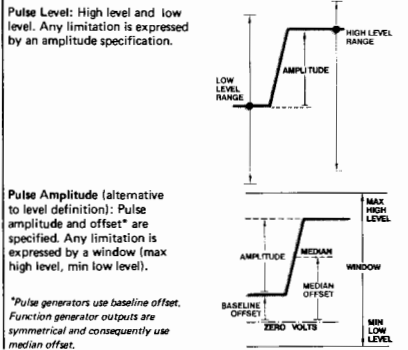 Pulse Level: High level and low
level. Any limitation is expressed
by an amplitude specification.
HIGH LEVEL
RANGE
AMPLITUDE
LOW
LEVEL
RANGE
Pulse Amplitude (alternative
to level definition): Pulse
amplitude and offset* are
specified. Any limitation is
expressed by a window (max
high level, min low level).
*Pulse generators use baseline offset.
Function generator outputs are
symmetrical and consequently use
median offset.
MAX
HIGH
LEVEL
MEDIAN
AMPLITUDE
WINDOW
MEDIAN
OFFSET
BASELINE
OFFSET
ZERO VOLTS
MIN
LOW
LEVEL